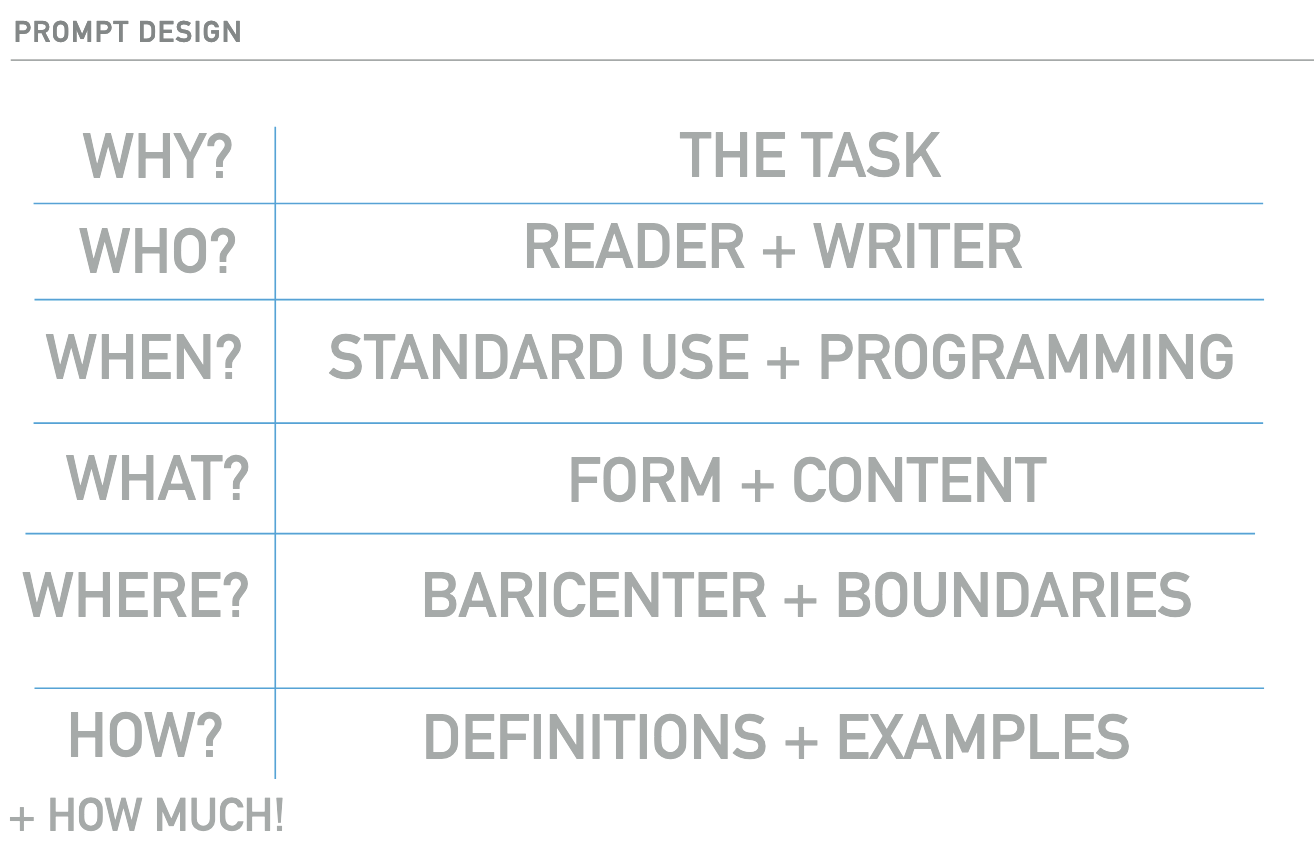 PROMPT DESIGN
WHY? THE TASK
WHO? READER + WRITER
WHEN? STANDARD USE + PROGRAMMING
WHAT? FORM + CONTENT
WHERE? BARICENTER + BOUNDARIES
HOW? DEFINITIONS + EXAMPLES
+ HOW MUCH!